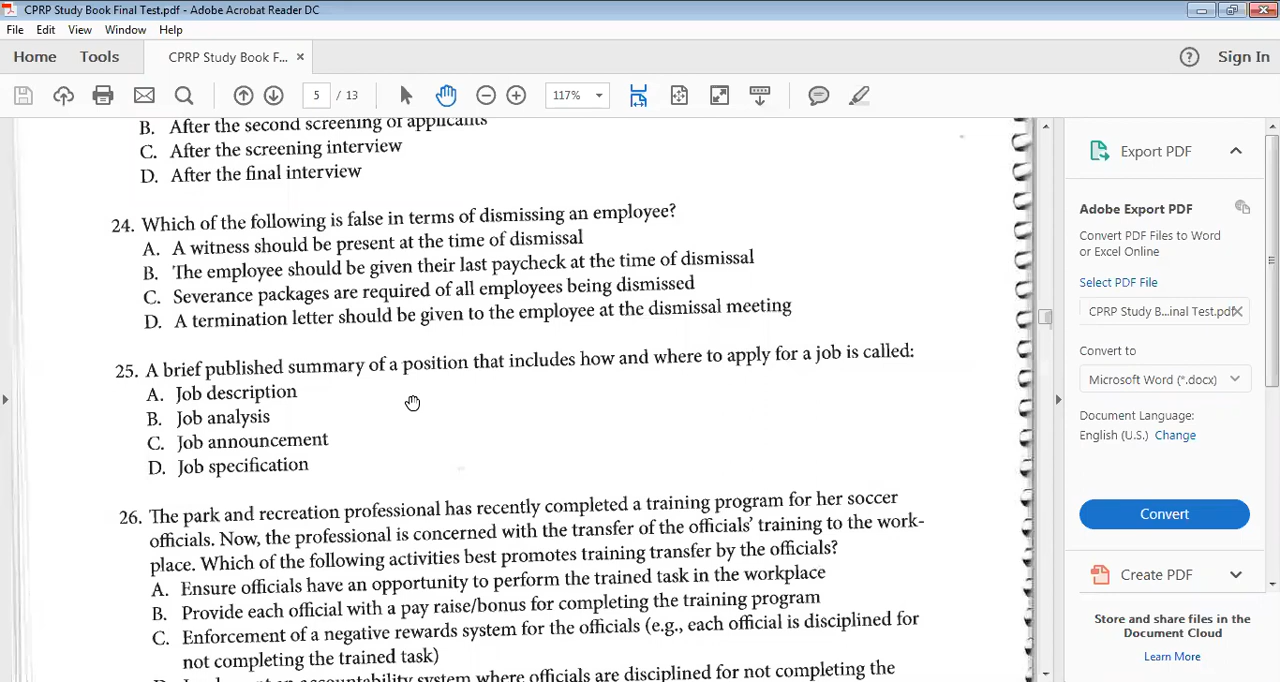 CPRP Study Book Final Test.pdf - Adobe Acrobat Reader DC
File Edit View Window Help
Home Tools CPRP Study Book F... × Sign In
5 / 13 117%
B. After the second screening of applicants
C. After the screening interview
D. After the final interview
24. Which of the following is false in terms of dismissing an employee?
A. A witness should be present at the time of dismissal
B. The employee should be given their last paycheck at the time of dismissal
C. Severance packages are required of all employees being dismissed
D. A termination letter should be given to the employee at the dismissal meeting
25. A brief published summary of a position that includes how and where to apply for a job is called:
A. Job description
B. Job analysis
C. Job announcement
D. Job specification
26. The park and recreation professional has recently completed a training program for her soccer
officials. Now, the professional is concerned with the transfer of the officials' training to the work-
place. Which of the following activities best promotes training transfer by the officials?
A. Ensure officials have an opportunity to perform the trained task in the workplace
B. Provide each official with a pay raise/bonus for completing the training program
C. Enforcement of a negative rewards system for the officials (e.g., each official is disciplined for
not completing the trained task)
accountability system where officials are disciplined for not completing the
Export PDF
Adobe Export PDF
Convert PDF Files to Word
or Excel Online
Select PDF File
CPRP Study B...inal Test.pdf ×
Convert to
Microsoft Word (*.docx)
Document Language:
English (U.S.) Change
Convert
Create PDF
Store and share files in the
Document Cloud
Learn More